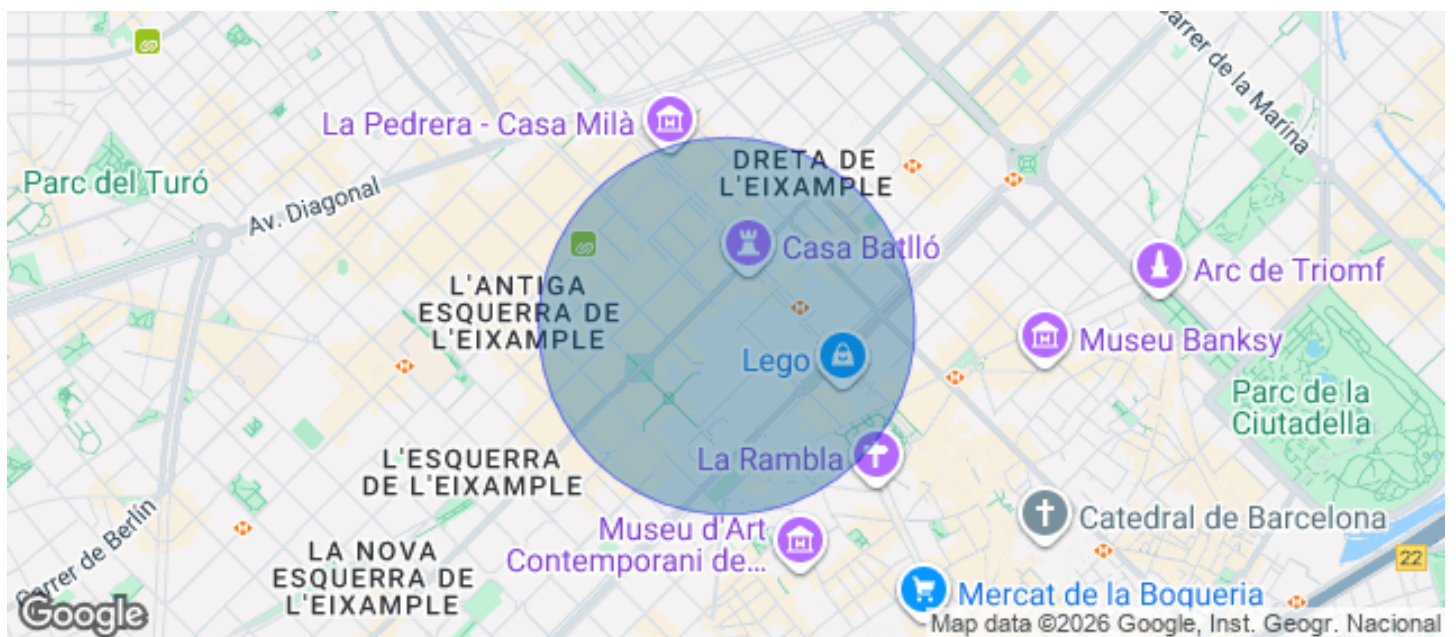 Carrer de la Marina
La Pedrera - Casa Milà
DRETA DE
L'EIXAMPLE
Parc del Turó
Av. Diagonal
Casa Batlló
Arc de Triomf
L'ANTIGA
ESQUERRA DE
L'EIXAMPLE
Museu Banksy
Lego
Parc de la
Ciutadella
L'ESQUERRA
DE L'EIXAMPLE
La Rambla
Carrer de Berlín
Museu d'Art
Contemporani de...
Catedral de Barcelona
LA NOVA
ESQUERRA DE
L'EIXAMPLE
22
Mercat de la Boqueria
Google
Map data ©2026 Google, Inst. Geogr. Nacional